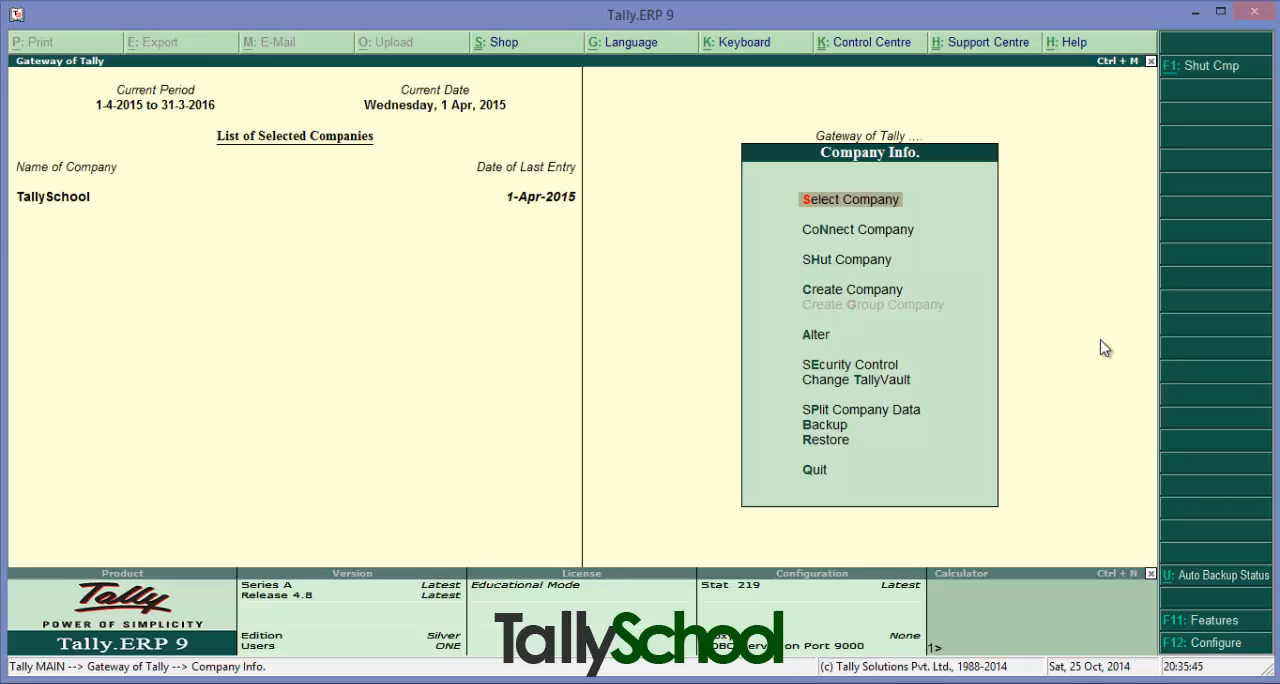 Tally.ERP 9
P: Print E: Export M: E-Mail O: Upload S: Shop G: Language K: Keyboard K: Control Centre H: Support Centre H: Help
Gateway of Tally Ctrl + M
F1: Shut Cmp
Current Period Current Date
1-4-2015 to 31-3-2016 Wednesday, 1 Apr, 2015
List of Selected Companies
Name of Company Date of Last Entry
TallySchool 1-Apr-2015
Gateway of Tally ....
Company Info.
Select Company
CoNnect Company
SHut Company
Create Company
Create Group Company
Alter
SEcurity Control
Change TallyVault
SPlit Company Data
Backup
Restore
Quit
Product Version License Configuration Calculator Ctrl + N
U: Auto Backup Status
Tally
POWER OF SIMPLICITY
Tally.ERP 9
Series A Latest
Release 4.8 Latest
Edition Silver
Users ONE
Educational Mode
Stat 219 Latest
None
on Port 9000
1>
TallySchool
F11: Features
F12: Configure
Tally MAIN --> Gateway of Tally --> Company Info. (c) Tally Solutions Pvt. Ltd., 1988-2014 Sat, 25 Oct, 2014 20:35:45